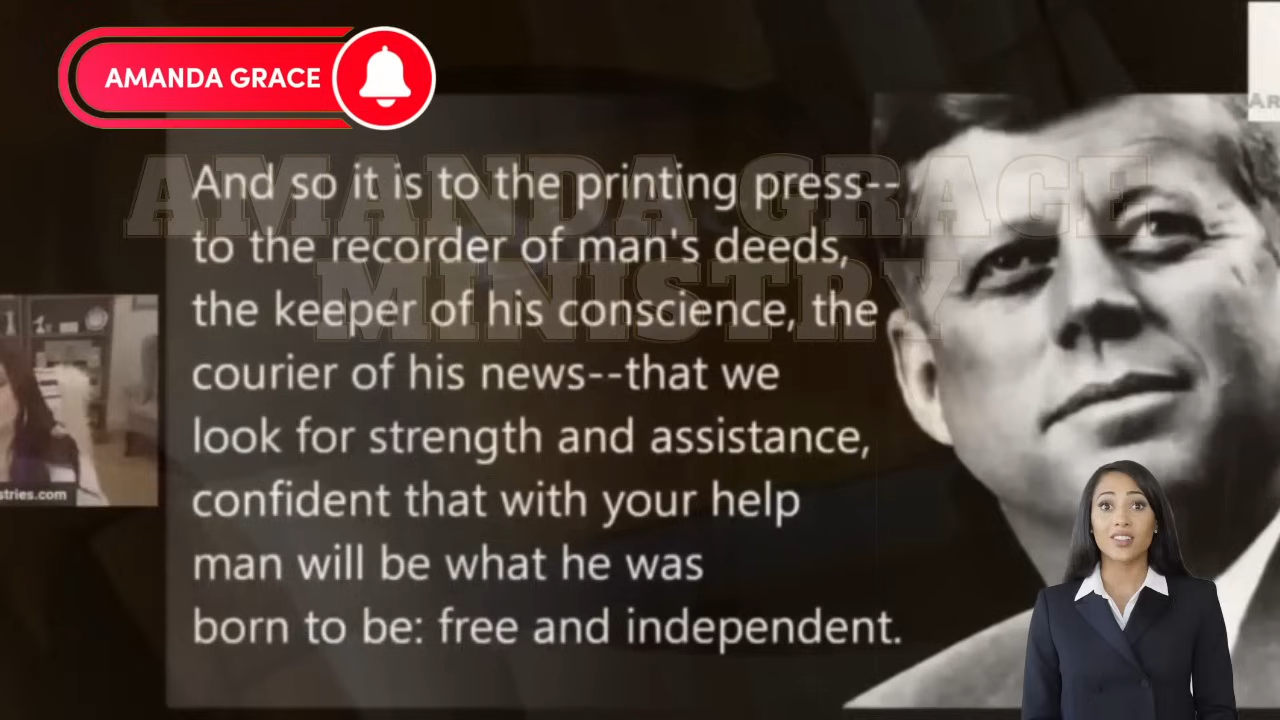 AMANDA GRACE
AMANDA GRACE
MINISTRY
And so it is to the printing press--
to the recorder of man's deeds,
the keeper of his conscience, the
courier of his news--that we
look for strength and assistance,
confident that with your help
man will be what he was
born to be: free and independent.
stries.com